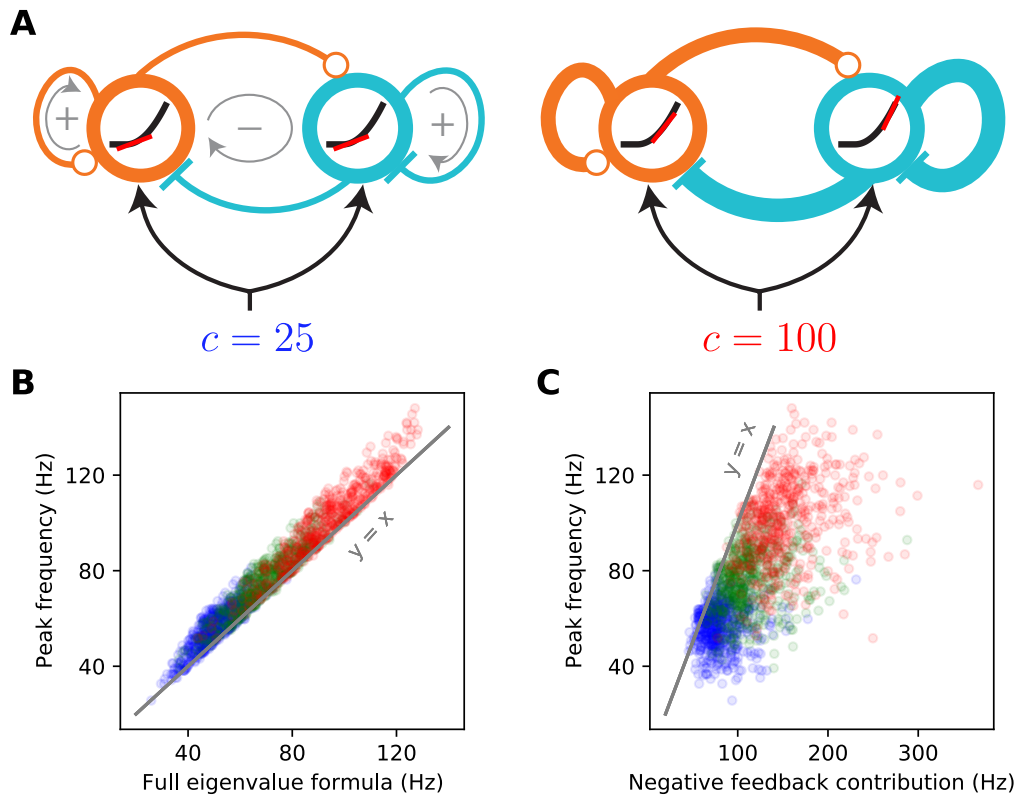 A
+
−
+
c = 25
c = 100
B
C
y = x
y = x
Peak frequency (Hz)
120
80
40
40
80
120
Full eigenvalue formula (Hz)
Peak frequency (Hz)
120
80
40
100
200
300
Negative feedback contribution (Hz)